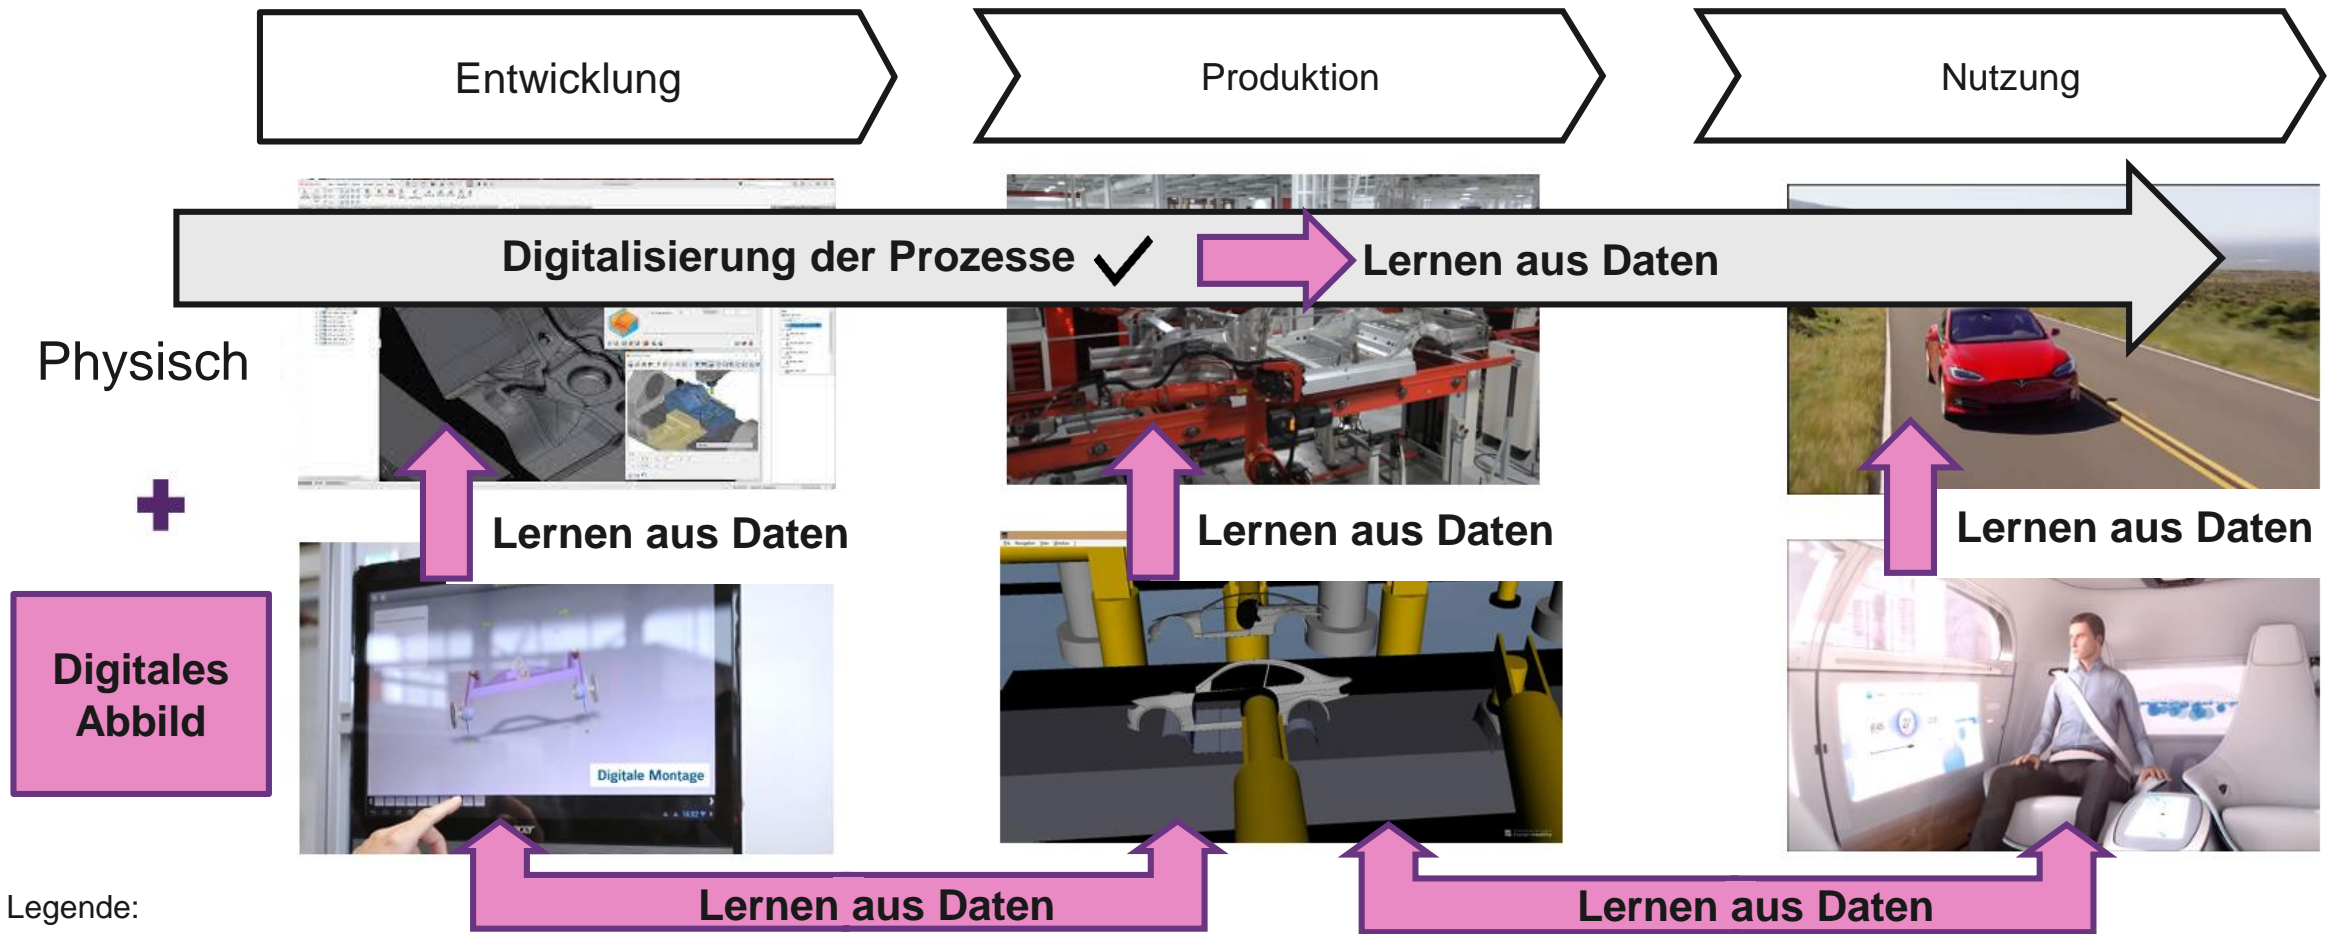 Entwicklung
Produktion
Nutzung
Digitalisierung der Prozesse
Lernen aus Daten
Physisch
Lernen aus Daten
Lernen aus Daten
Lernen aus Daten
Digitales
Abbild
Digitale Montage
acer
Lernen aus Daten
Lernen aus Daten
Legende: